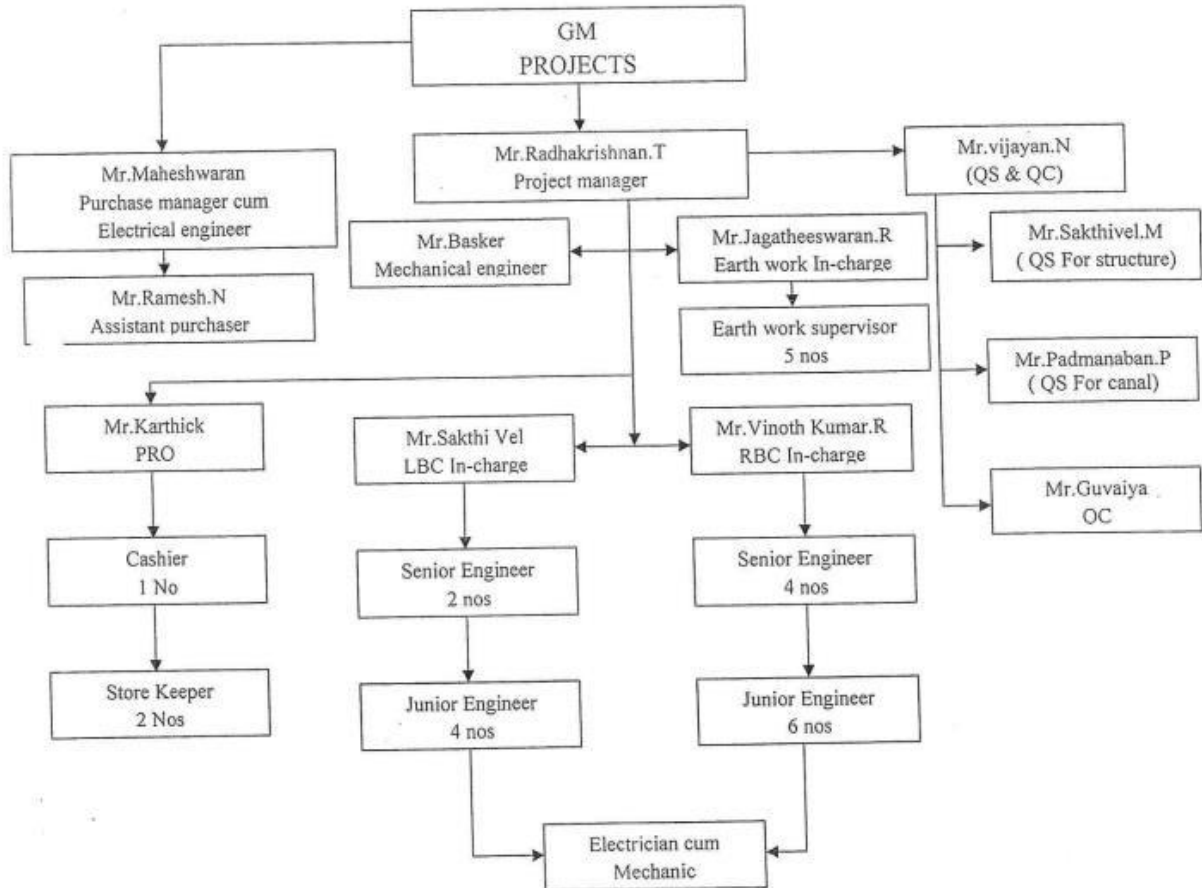 GM
PROJECTS
Mr.Radhakrishnan.T
Project manager
Mr.vijayan.N
(QS & QC)
Mr.Maheshwaran
Purchase manager cum
Electrical engineer
Mr.Basker
Mechanical engineer
Mr.Jagatheeswaran.R
Earth work In-charge
Mr.Sakthivel.M
( QS For structure)
Mr.Ramesh.N
Assistant purchaser
Earth work supervisor
5 nos
Mr.Padmanaban.P
( QS For canal)
Mr.Karthick
PRO
Mr.Sakthi Vel
LBC In-charge
Mr.Vinoth Kumar.R
RBC In-charge
Mr.Guvaiya
OC
Cashier
1 No
Senior Engineer
2 nos
Senior Engineer
4 nos
Store Keeper
2 Nos
Junior Engineer
4 nos
Junior Engineer
6 nos
Electrician cum
Mechanic